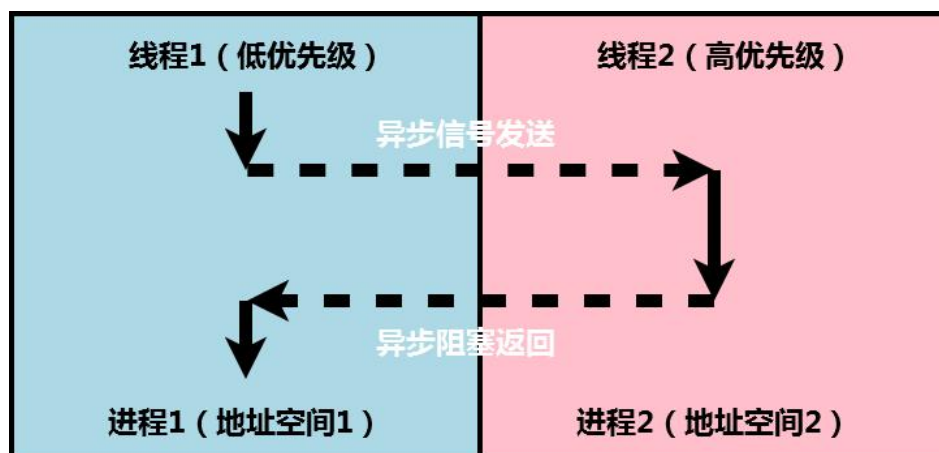 线程1（低优先级）
线程2（高优先级）
异步信号发送
异步阻塞返回
进程1（地址空间1）
进程2（地址空间2）